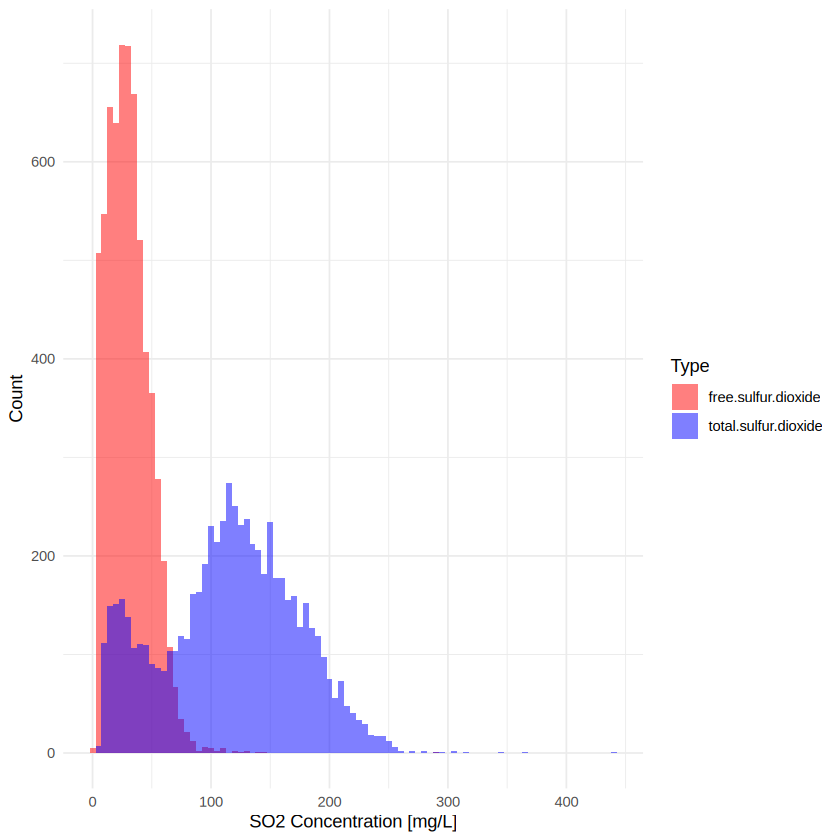 600
400
200
0
Count
0 100 200 300 400
SO2 Concentration [mg/L]
Type
free.sulfur.dioxide
total.sulfur.dioxide